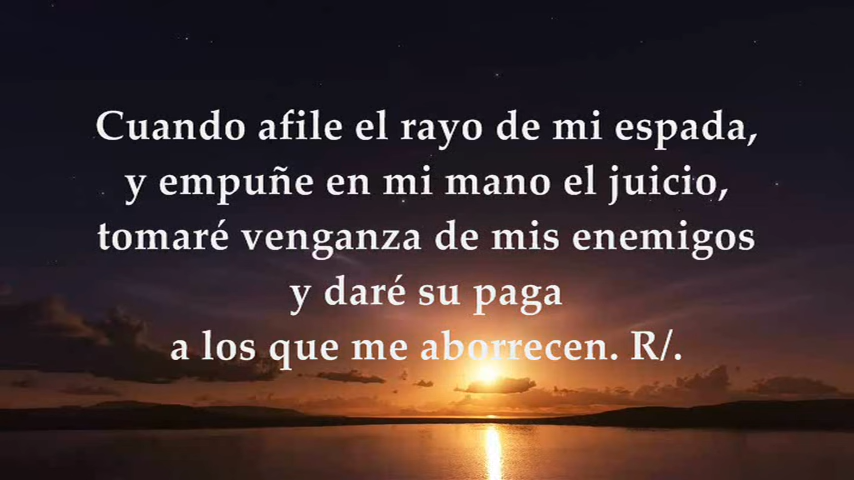 Cuando afile el rayo de mi espada,
y empuñe en mi mano el juicio,
tomaré venganza de mis enemigos
y daré su paga
a los que me aborrecen. R/.